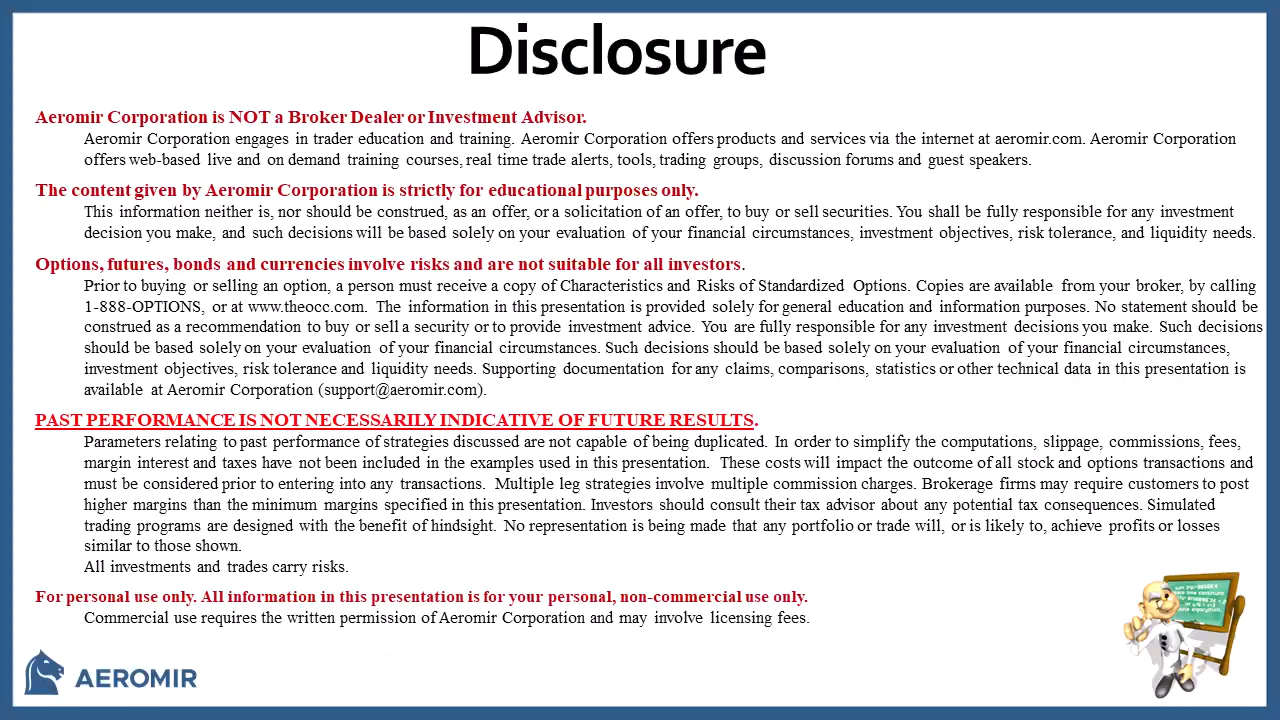 Disclosure
Aeromir Corporation is NOT a Broker Dealer or Investment Advisor.
Aeromir Corporation engages in trader education and training. Aeromir Corporation offers products and services via the internet at aeromir.com. Aeromir Corporation
offers web-based live and on demand training courses, real time trade alerts, tools, trading groups, discussion forums and guest speakers.
The content given by Aeromir Corporation is strictly for educational purposes only.
This information neither is, nor should be construed, as an offer, or a solicitation of an offer, to buy or sell securities. You shall be fully responsible for any investment
decision you make, and such decisions will be based solely on your evaluation of your financial circumstances, investment objectives, risk tolerance, and liquidity needs.
Options, futures, bonds and currencies involve risks and are not suitable for all investors.
Prior to buying or selling an option, a person must receive a copy of Characteristics and Risks of Standardized Options. Copies are available from your broker, by calling
1-888-OPTIONS, or at www.theocc.com. The information in this presentation is provided solely for general education and information purposes. No statement should be
construed as a recommendation to buy or sell a security or to provide investment advice. You are fully responsible for any investment decisions you make. Such decisions
should be based solely on your evaluation of your financial circumstances. Such decisions should be based solely on your evaluation of your financial circumstances,
investment objectives, risk tolerance and liquidity needs. Supporting documentation for any claims, comparisons, statistics or other technical data in this presentation is
available at Aeromir Corporation (support@aeromir.com).
PAST PERFORMANCE IS NOT NECESSARILY INDICATIVE OF FUTURE RESULTS.
Parameters relating to past performance of strategies discussed are not capable of being duplicated. In order to simplify the computations, slippage, commissions, fees,
margin interest and taxes have not been included in the examples used in this presentation. These costs will impact the outcome of all stock and options transactions and
must be considered prior to entering into any transactions. Multiple leg strategies involve multiple commission charges. Brokerage firms may require customers to post
higher margins than the minimum margins specified in this presentation. Investors should consult their tax advisor about any potential tax consequences. Simulated
trading programs are designed with the benefit of hindsight. No representation is being made that any portfolio or trade will, or is likely to, achieve profits or losses
similar to those shown.
All investments and trades carry risks.
For personal use only. All information in this presentation is for your personal, non-commercial use only.
Commercial use requires the written permission of Aeromir Corporation and may involve licensing fees.
AEROMIR